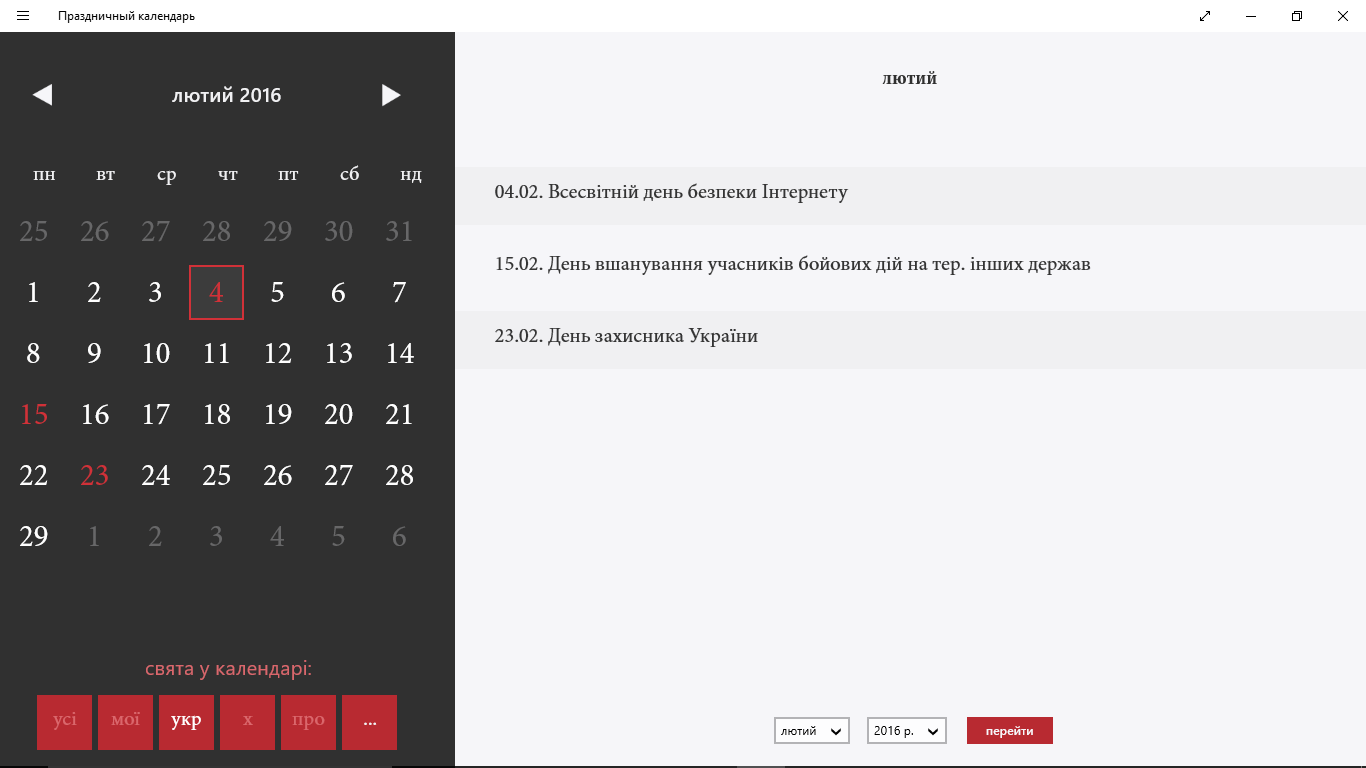 Праздничный календарь
лютий 2016
пн вт ср чт пт сб нд
25 26 27 28 29 30 31
1 2 3 4 5 6 7
8 9 10 11 12 13 14
15 16 17 18 19 20 21
22 23 24 25 26 27 28
29 1 2 3 4 5 6
свята у календарі:
усі мої укр х про ...
лютий
04.02. Всесвітній день безпеки Інтернету
15.02. День вшанування учасників бойових дій на тер. інших держав
23.02. День захисника України
лютий 2016 р. перейти